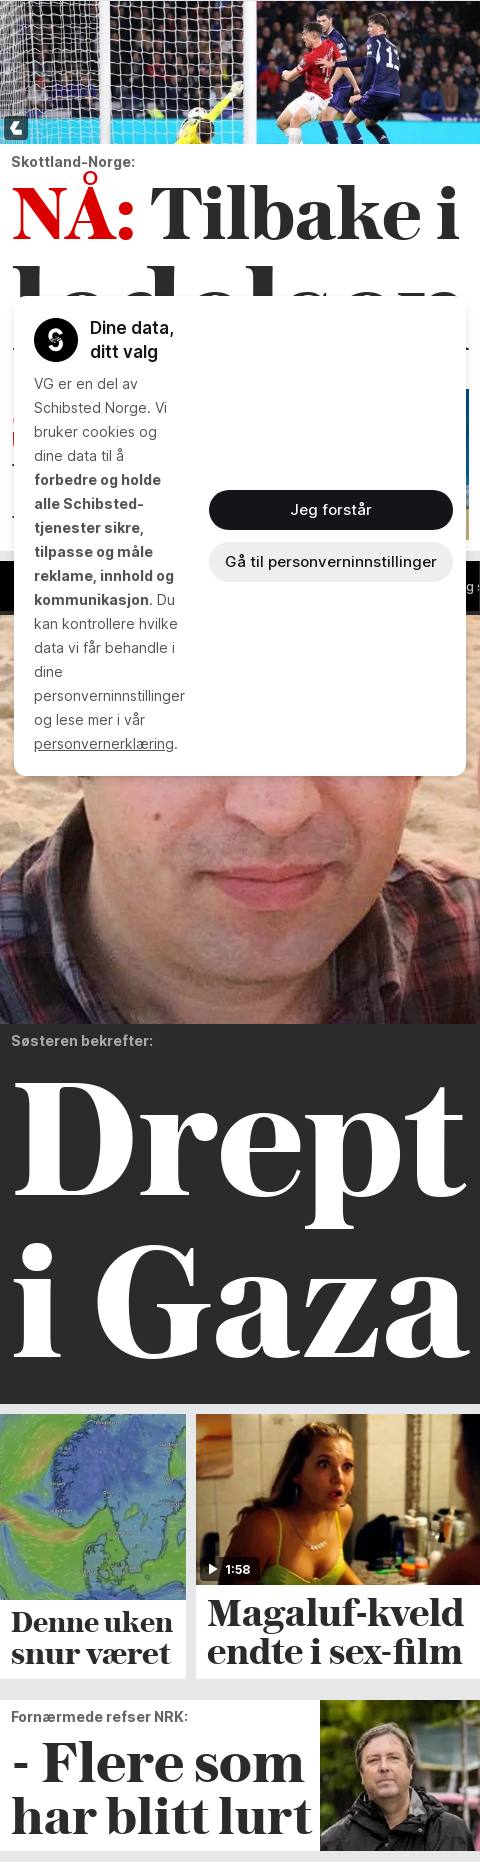 Skottland-Norge:
NÅ: Tilbake i
Dine data,
ditt valg
VG er en del av
Schibsted Norge. Vi
bruker cookies og
dine data til å
forbedre og holde
alle Schibsted-
tjenester sikre,
tilpasse og måle
reklame, innhold og
kommunikasjon. Du
kan kontrollere hvilke
data vi får behandle i
dine
personverninnstillinger
og lese mer i vår
personvernerklæring.
Jeg forstår
Gå til personverninnstillinger
Søsteren bekrefter:
Drept
i Gaza
1:58
Denne uken
snur været
Magaluf-kveld
endte i sex-film
Fornærmede refser NRK:
- Flere som
har blitt lurt